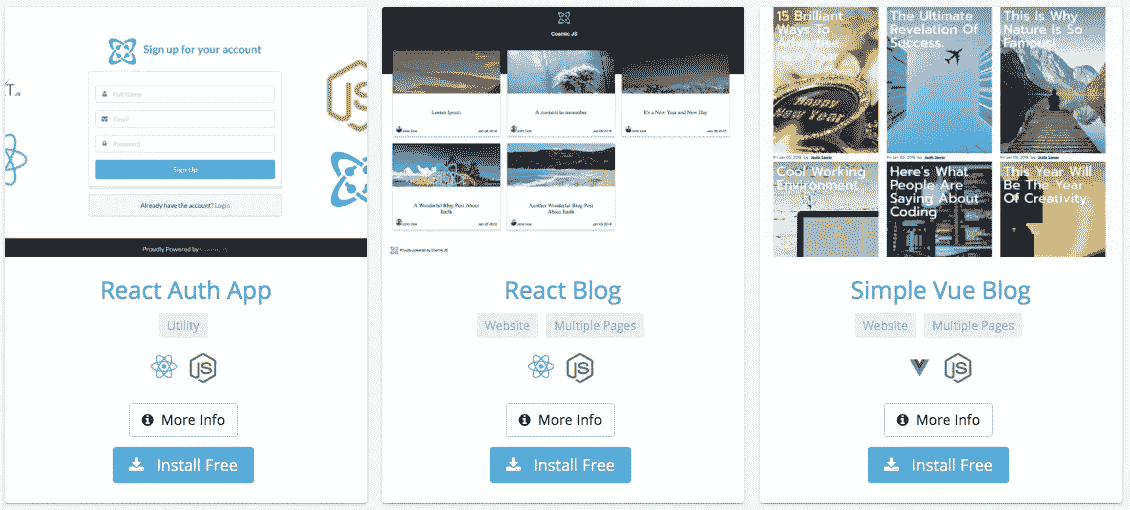 Sign up for your account
Full Name
Email
Password
Sign Up
Already have the account? Login
Proudly Powered by
JS
React Auth App
Utility
JS
More Info
Install Free
Cosmic JS
Lorem Ipsum
A moment to remember
It's a New Year and New Day
A Wonderful Blog Post About
Earth
Another Wonderful Blog Post
About Earth
Proudly powered by Cosmic JS
React Blog
Website
Multiple Pages
JS
More Info
Install Free
15 Brilliant
Ways To
Advertise
Happy
New Year
The Ultimate
Revelation Of
Success.
This Is Why
Nature Is So
Famous
Cool Working
Environment
Here's What
People Are
Saying About
Coding
This Year Will
Be The Year
Of Creativity
Simple Vue Blog
Website
Multiple Pages
JS
More Info
Install Free